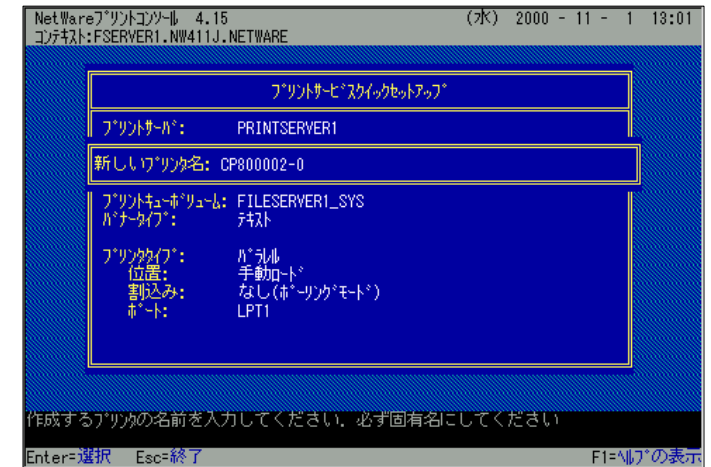 NetWareﾌﾟﾘﾝﾄｺﾝｿｰﾙ 4.15 (水) 2000 - 11 - 1 13:01
ｺﾝﾃｷｽﾄ:FSERVER1.NW411J.NETWARE
ﾌﾟﾘﾝﾄｻｰﾋﾞｽｸｲｯｸｾｯﾄｱｯﾌﾟ
ﾌﾟﾘﾝﾄｻｰﾊﾞ: PRINTSERVER1
新しいﾌﾟﾘﾝﾀ名: CP800002-0
ﾌﾟﾘﾝﾄｷｭｰﾎﾞﾘｭｰﾑ: FILESERVER1_SYS
ﾊﾞﾅｰﾀｲﾌﾟ: ﾃｷｽﾄ
ﾌﾟﾘﾝﾀﾀｲﾌﾟ: ﾊﾟﾗﾚﾙ
位置: 手動ﾛｰﾄﾞ
割込み: なし(ﾎﾟｰﾘﾝｸﾞﾓｰﾄﾞ)
ﾎﾟｰﾄ: LPT1
作成するﾌﾟﾘﾝﾀの名前を入力してください．必ず固有名にしてください
Enter=選択 Esc=終了 F1=ﾍﾙﾌﾟの表示